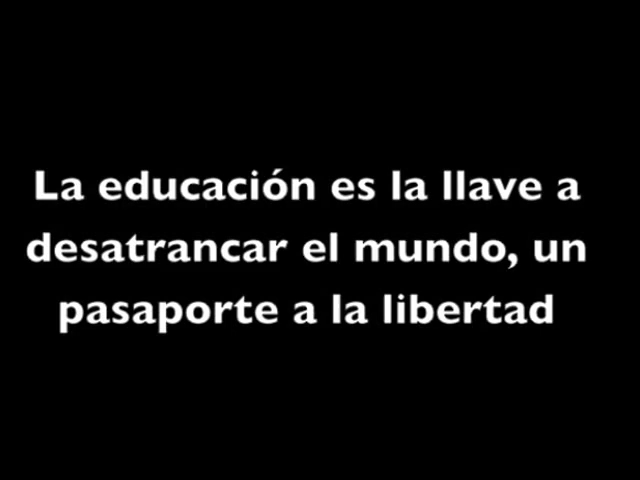 La educación es la llave a
desatrancar el mundo, un
pasaporte a la libertad